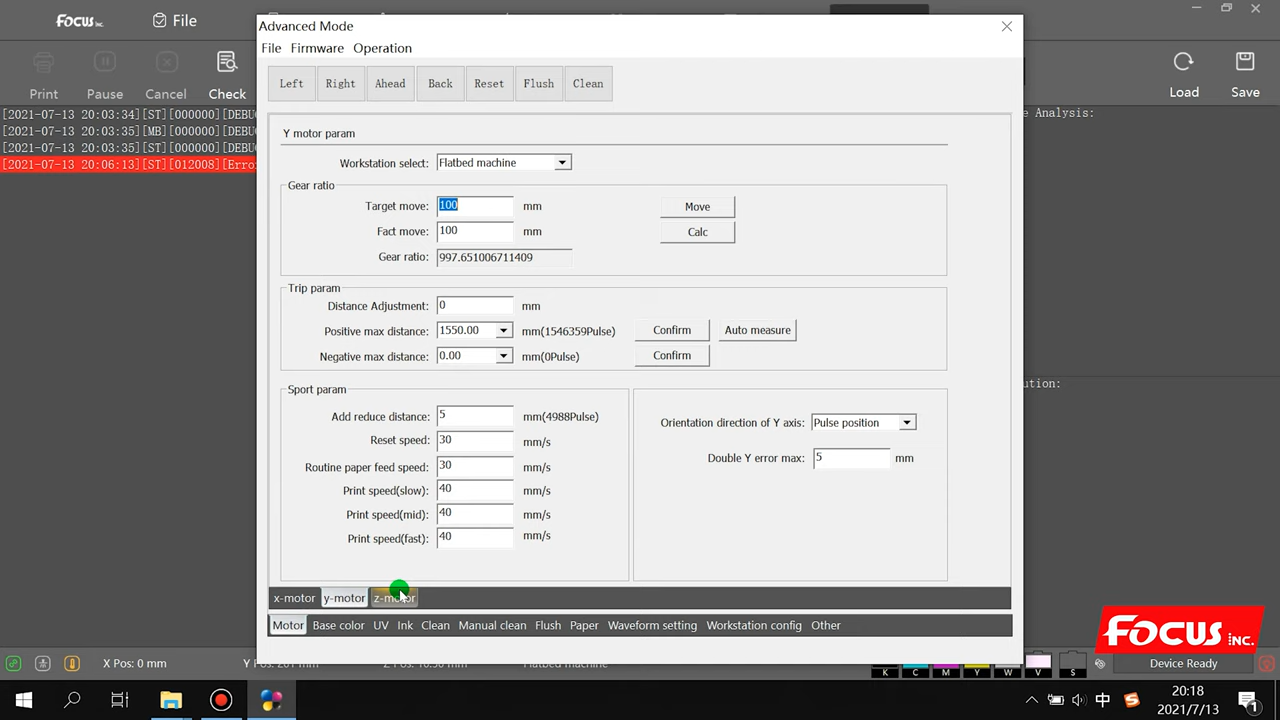 Focus inc. File
Advanced Mode
File Firmware Operation
Left Right Ahead Back Reset Flush Clean
Print Pause Cancel Check
Load Save
[2021-07-13 20:03:34][ST][000000][DEBU
[2021-07-13 20:03:35][MB][000000][DEBU
[2021-07-13 20:03:35][ST][000000][DEBU
[2021-07-13 20:06:13][ST][012008][Erro
e Analysis:
ution:
Y motor param
Workstation select: Flatbed machine
Gear ratio
Target move: 100 mm Move
Fact move: 100 mm Calc
Gear ratio: 997.651006711409
Trip param
Distance Adjustment: 0 mm
Positive max distance: 1550.00 mm(1546359Pulse) Confirm Auto measure
Negative max distance: 0.00 mm(0Pulse) Confirm
Sport param
Add reduce distance: 5 mm(4988Pulse)
Reset speed: 30 mm/s
Routine paper feed speed: 30 mm/s
Print speed(slow): 40 mm/s
Print speed(mid): 40 mm/s
Print speed(fast): 40 mm/s
Orientation direction of Y axis: Pulse position
Double Y error max: 5 mm
x-motor y-motor z-motor
Motor Base color UV Ink Clean Manual clean Flush Paper Waveform setting Workstation config Other
Focus inc.
X Pos: 0 mm
K C M Y W V S
Device Ready
中
20:18
2021/7/13
1